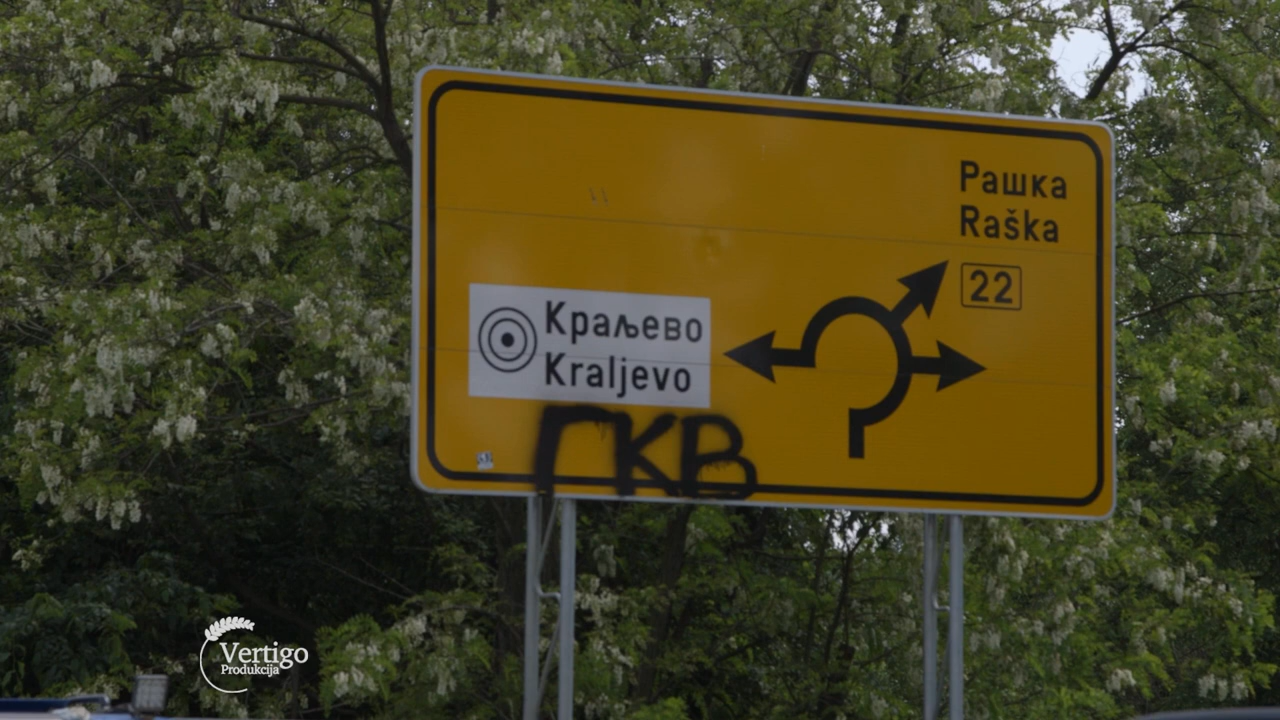 Рашка
Raška
22
Краљево
Kraljevo
ГКВ
Vertigo
Produkcija